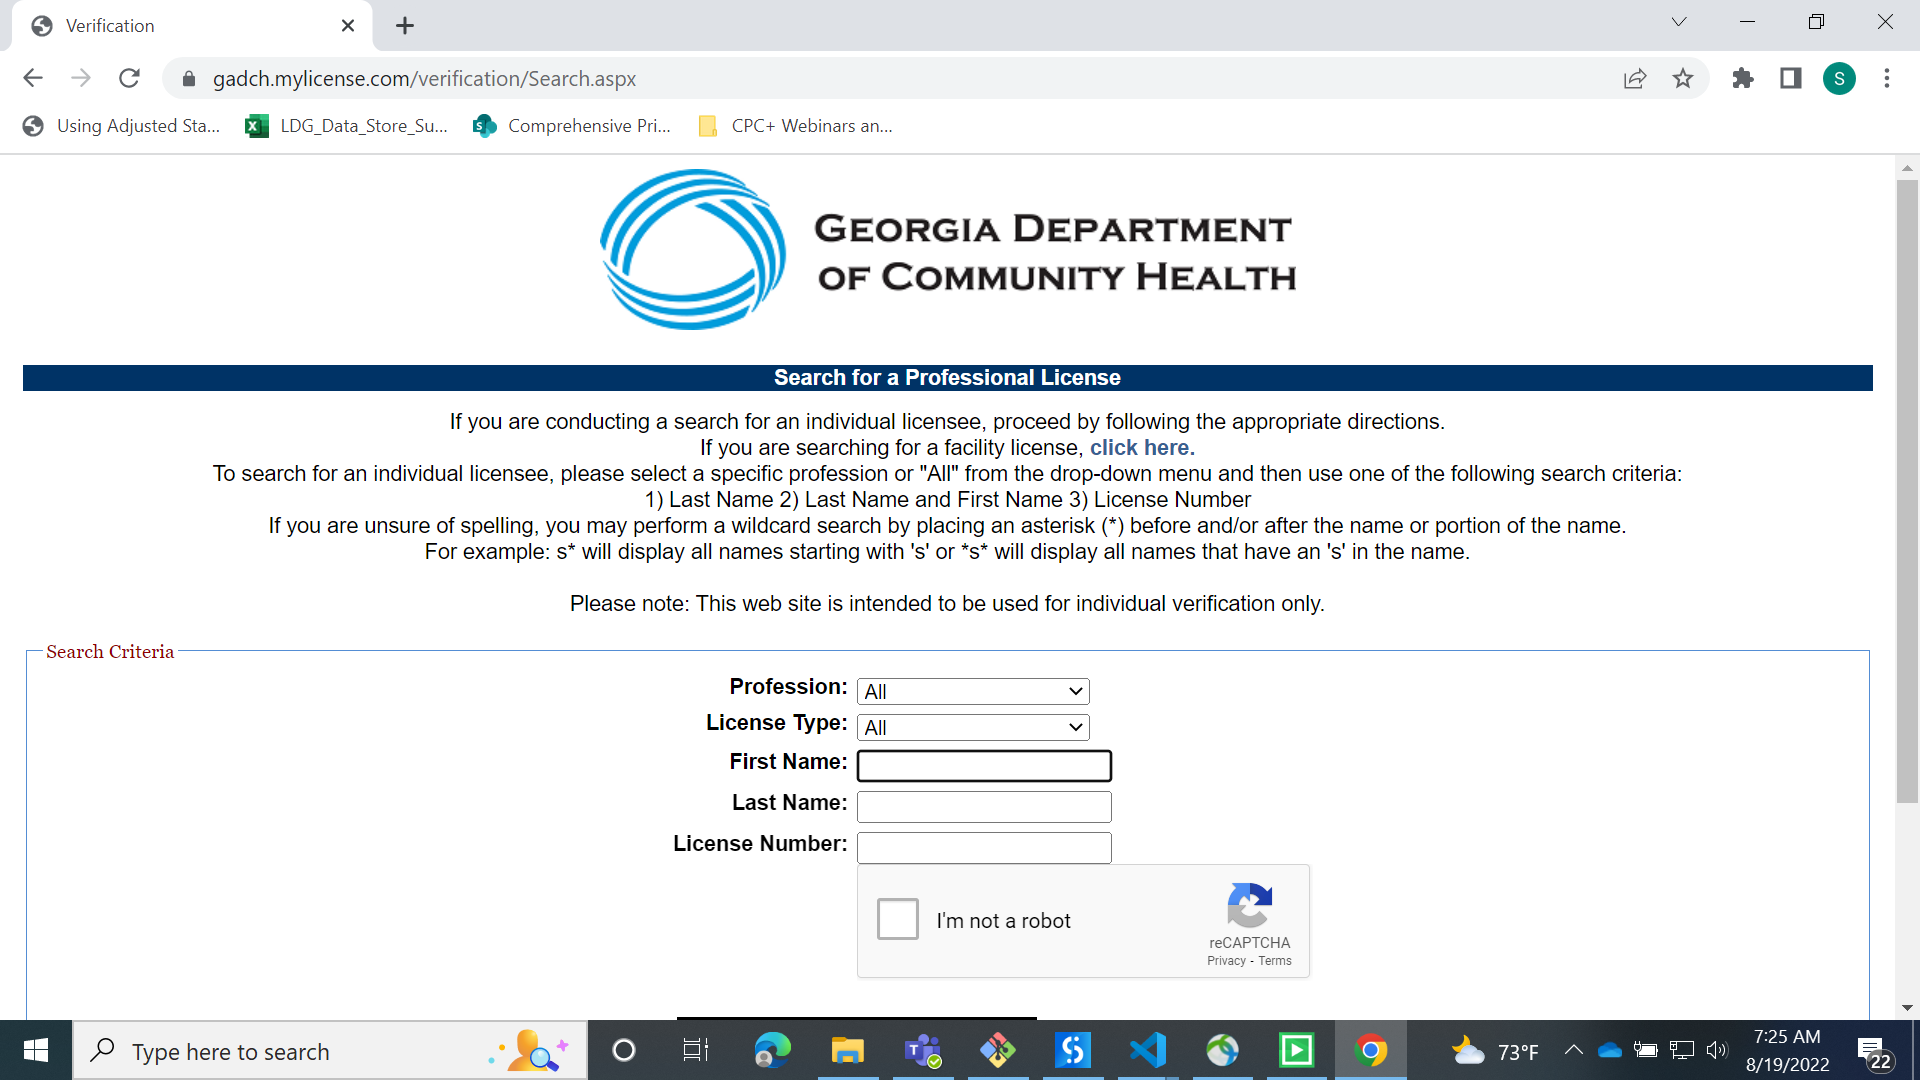 Verification
gadch.mylicense.com/verification/Search.aspx
S
Using Adjusted Sta...
LDG_Data_Store_Su...
Comprehensive Pri...
CPC+ Webinars an...
GEORGIA DEPARTMENT
OF COMMUNITY HEALTH
Search for a Professional License
If you are conducting a search for an individual licensee, proceed by following the appropriate directions.
If you are searching for a facility license, click here.
To search for an individual licensee, please select a specific profession or "All" from the drop-down menu and then use one of the following search criteria:
1) Last Name 2) Last Name and First Name 3) License Number
If you are unsure of spelling, you may perform a wildcard search by placing an asterisk (*) before and/or after the name or portion of the name.
For example: s* will display all names starting with 's' or *s* will display all names that have an 's' in the name.
Please note: This web site is intended to be used for individual verification only.
Search Criteria
Profession: All
License Type: All
First Name:
Last Name:
License Number:
I'm not a robot
reCAPTCHA
Privacy - Terms
Type here to search
73°F
7:25 AM
8/19/2022
22